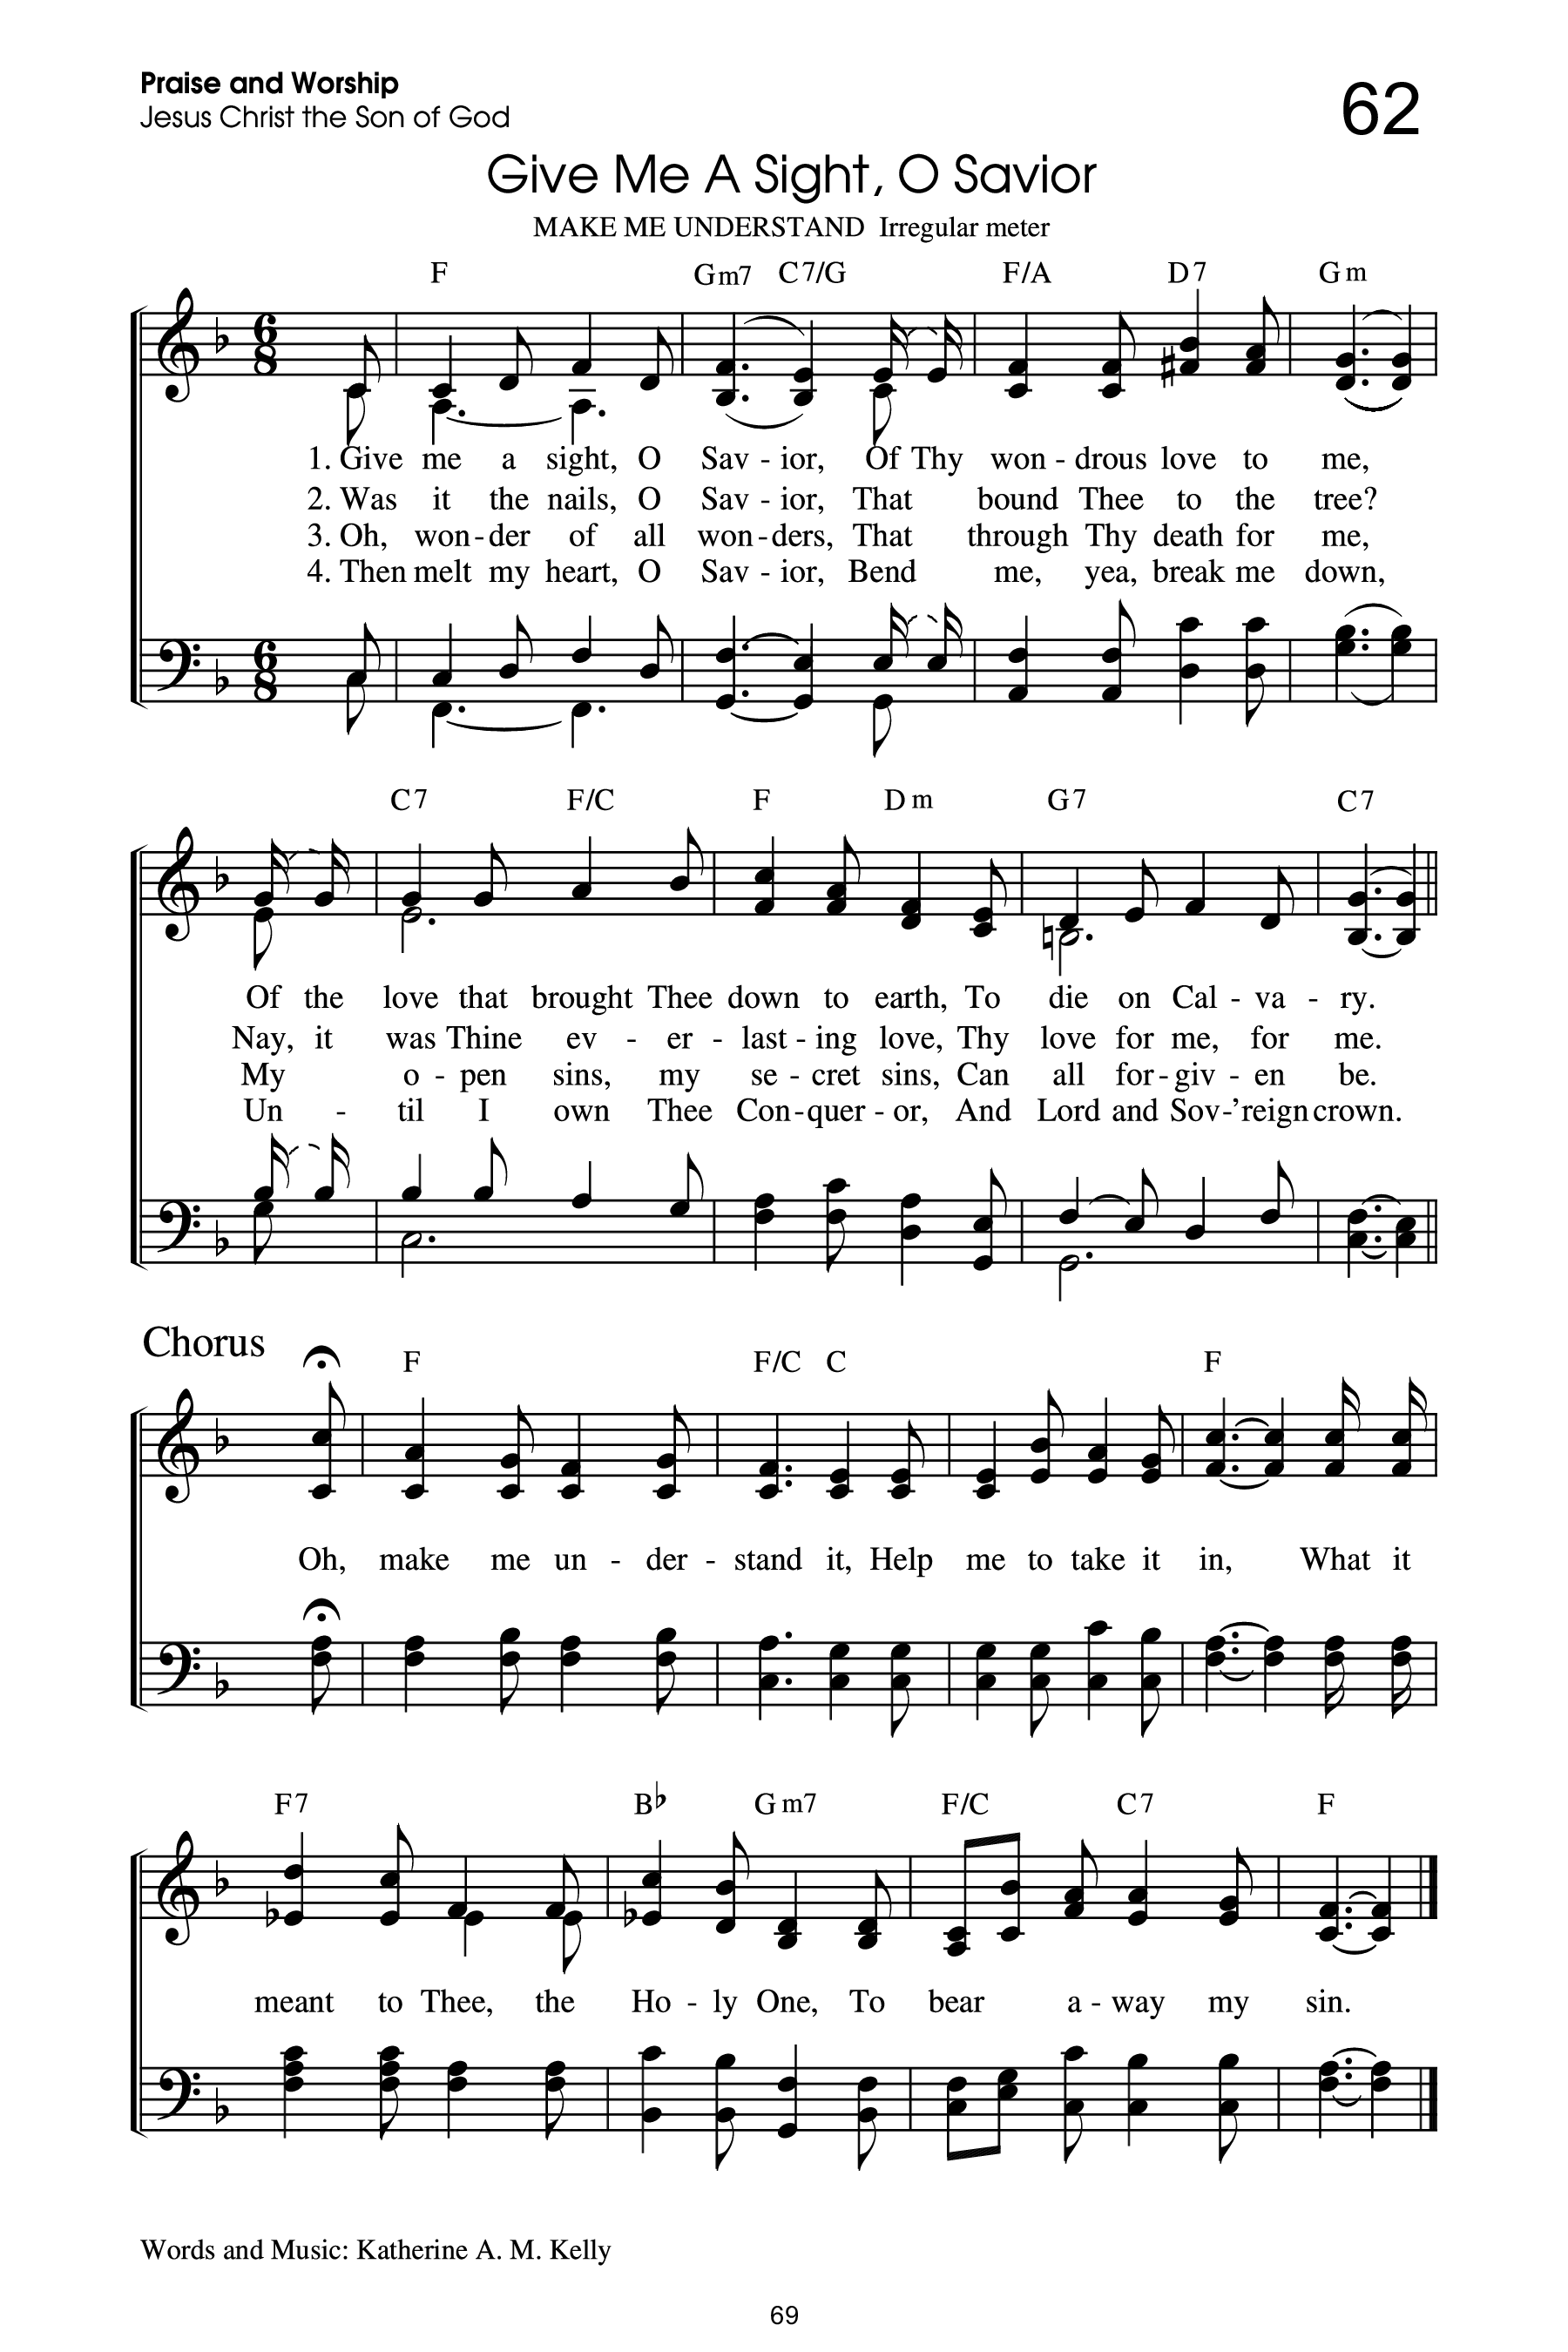 Praise and Worship
Jesus Christ the Son of God
62
Give Me A Sight, O Savior
MAKE ME UNDERSTAND Irregular meter
F Gm7 C7/G F/A D7 Gm
6 8
1. Give me a sight, O Sav - ior, Of Thy won - drous love to me,
2. Was it the nails, O Sav - ior, That bound Thee to the tree?
3. Oh, won - der of all won - ders, That through Thy death for me,
4. Then melt my heart, O Sav - ior, Bend me, yea, break me down,
6 8
C7 F/C F Dm G7 C7
Of the love that brought Thee down to earth, To die on Cal - va - ry.
Nay, it was Thine ev - er - last - ing love, Thy love for me, for me.
My o - pen sins, my se - cret sins, Can all for - giv - en be.
Un - til I own Thee Con - quer - or, And Lord and Sov - 'reign crown.
Chorus
F F/C C F
Oh, make me un - der - stand it, Help me to take it in, What it
F7 B♭ Gm7 F/C C7 F
meant to Thee, the Ho - ly One, To bear a - way my sin.
Words and Music: Katherine A. M. Kelly
69